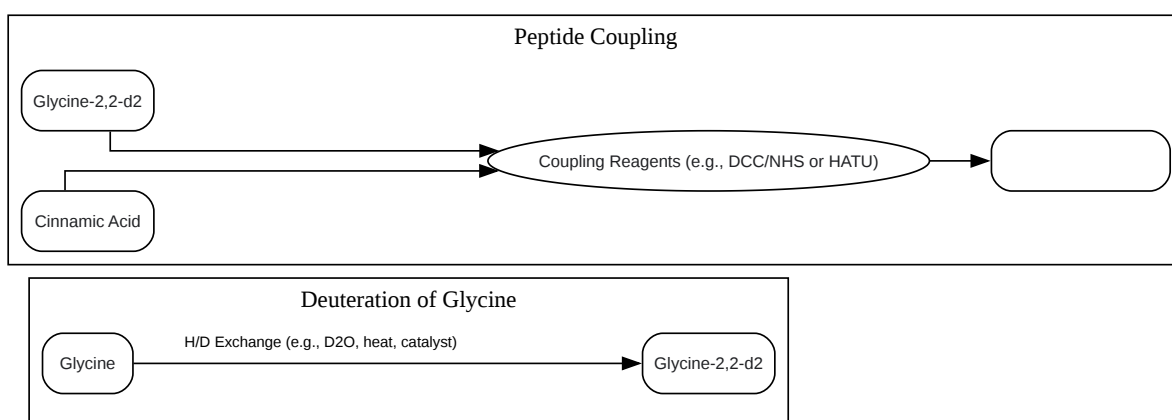 Peptide Coupling
Glycine-2,2-d2
Coupling Reagents (e.g., DCC/NHS or HATU)
Cinnamic Acid
Deuteration of Glycine
H/D Exchange (e.g., D2O, heat, catalyst)
Glycine
Glycine-2,2-d2